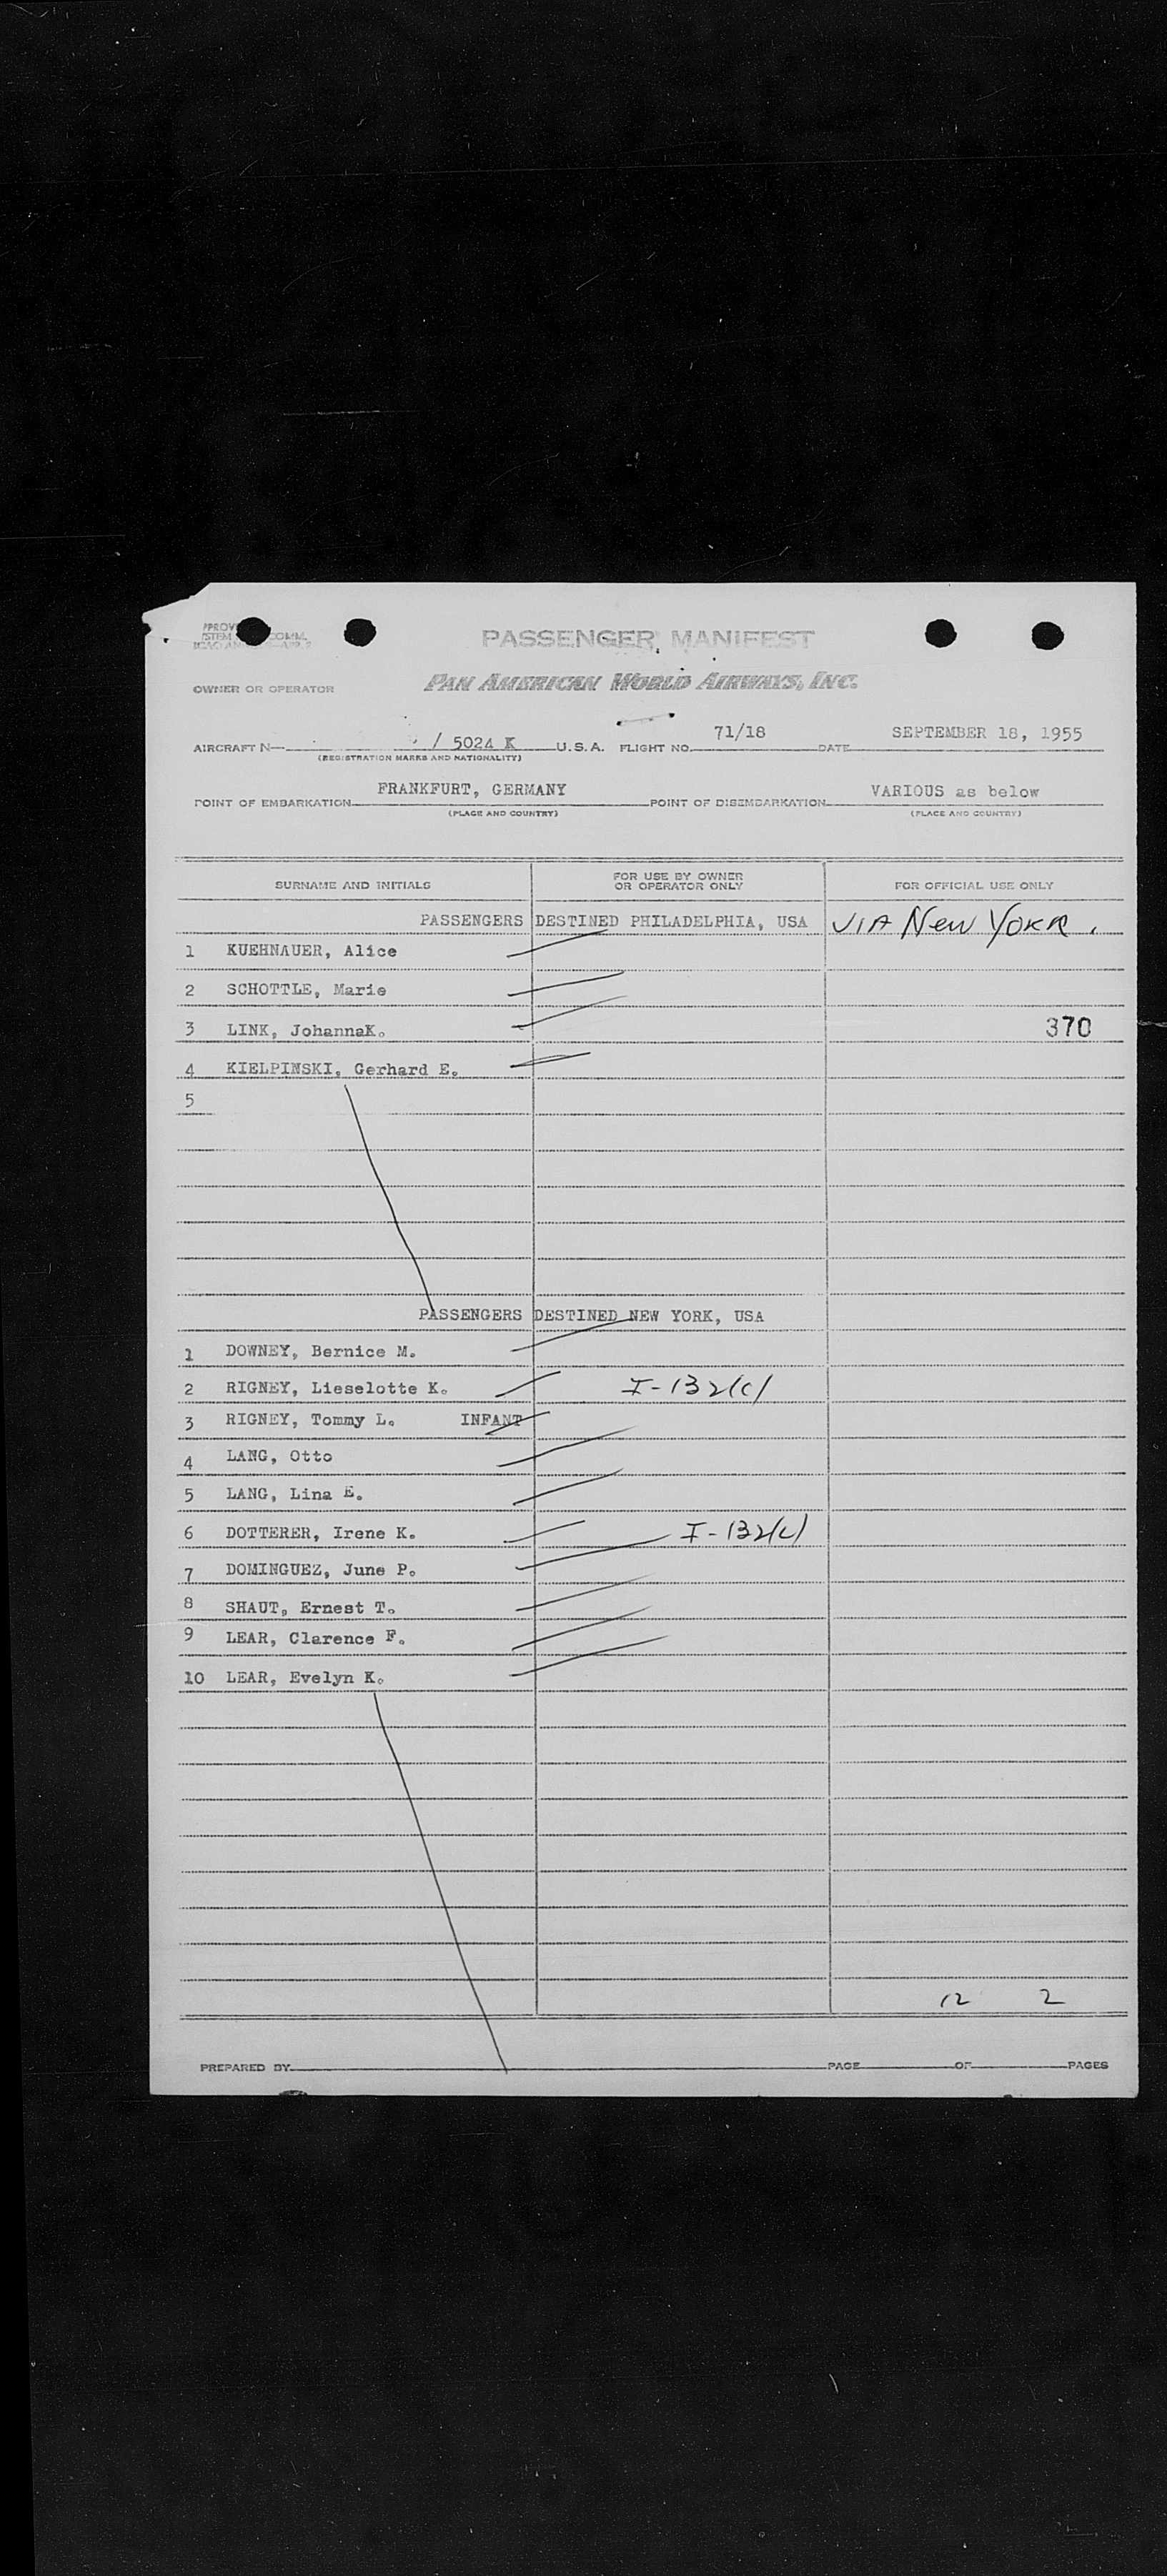 PASSENGER MANIFEST
OWNER OR OPERATOR
PAN AMERICAN WORLD AIRWAYS, INC.
AIRCRAFT N— / 5024 K U.S.A. FLIGHT NO. 71/18 DATE SEPTEMBER 18, 1955
(REGISTRATION MARKS AND NATIONALITY)
POINT OF EMBARKATION FRANKFURT, GERMANY POINT OF DISEMBARKATION VARIOUS as below
(PLACE AND COUNTRY) (PLACE AND COUNTRY)
SURNAME AND INITIALS FOR USE BY OWNER OR OPERATOR ONLY FOR OFFICIAL USE ONLY
PASSENGERS DESTINED PHILADELPHIA, USA VIA New YORK.
1 KUEHNAUER, Alice
2 SCHOTTLE, Marie
3 LINK, JohannaK. 370
4 KIELPINSKI, Gerhard E.
5
PASSENGERS DESTINED NEW YORK, USA
1 DOWNEY, Bernice M.
2 RIGNEY, Lieselotte K. I-132(c)
3 RIGNEY, Tommy L. INFANT
4 LANG, Otto
5 LANG, Lina E.
6 DOTTERER, Irene K. I-132(c)
7 DOMINGUEZ, June P.
8 SHAUT, Ernest T.
9 LEAR, Clarence F.
10 LEAR, Evelyn K.
12 2
PREPARED BY PAGE OF PAGES